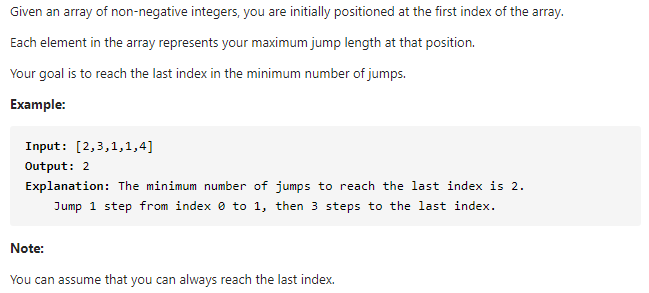 Given an array of non-negative integers, you are initially positioned at the first index of the array.
Each element in the array represents your maximum jump length at that position.
Your goal is to reach the last index in the minimum number of jumps.
Example:
Input: [2,3,1,1,4]
Output: 2
Explanation: The minimum number of jumps to reach the last index is 2.
Jump 1 step from index 0 to 1, then 3 steps to the last index.
Note:
You can assume that you can always reach the last index.